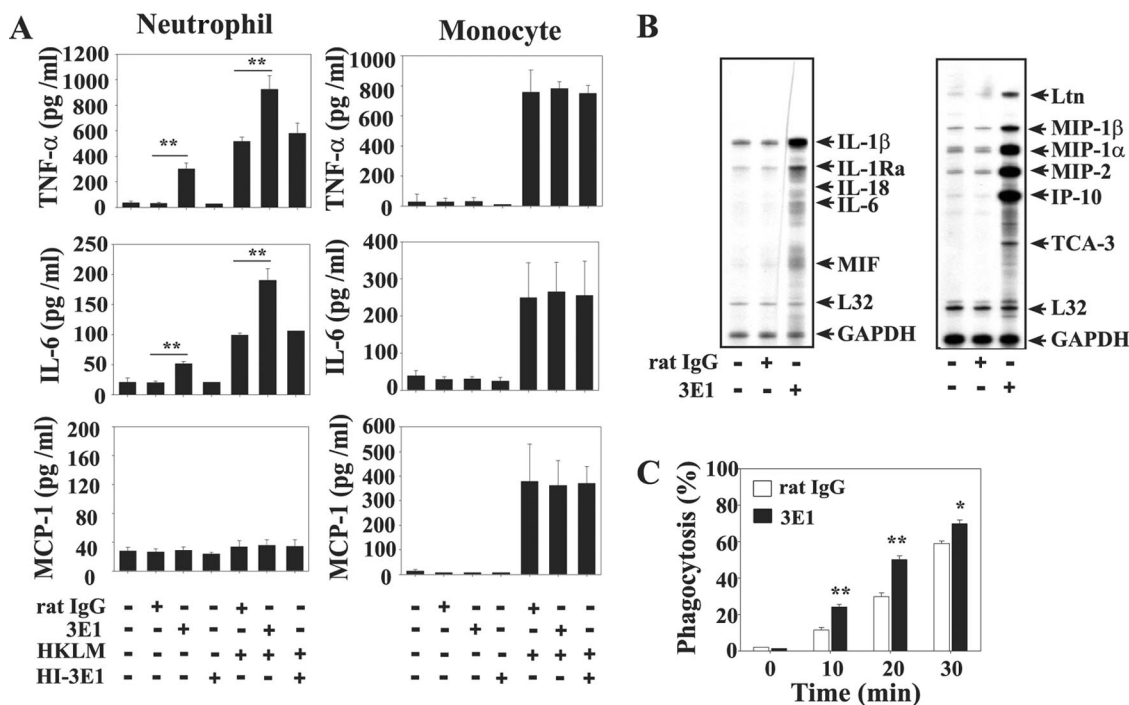 A
Neutrophil
Monocyte
TNF-α (pg /ml)
1200
1000
800
600
400
200
0
**
**
TNF-α (pg /ml)
1000
800
600
400
200
0
IL-6 (pg /ml)
250
200
150
100
50
0
**
**
IL-6 (pg /ml)
400
300
200
100
0
MCP-1 (pg /ml)
200
160
120
80
40
0
MCP-1 (pg /ml)
600
500
400
300
200
100
0
rat IgG - + - - + - - - + - - + - -
3E1 - - + - - + - - - + - - + -
HKLM - - - - + + + - - - - + + +
HI-3E1 - - - + - - + - - - + - - +
B
IL-1β
IL-1Ra
IL-18
IL-6
MIF
L32
GAPDH
Ltn
MIP-1β
MIP-1α
MIP-2
IP-10
TCA-3
L32
GAPDH
rat IgG - + - - + -
3E1 - - + - - +
C
Phagocytosis (%)
100
80
60
40
20
0
rat IgG
3E1
**
**
*
0 10 20 30
Time (min)